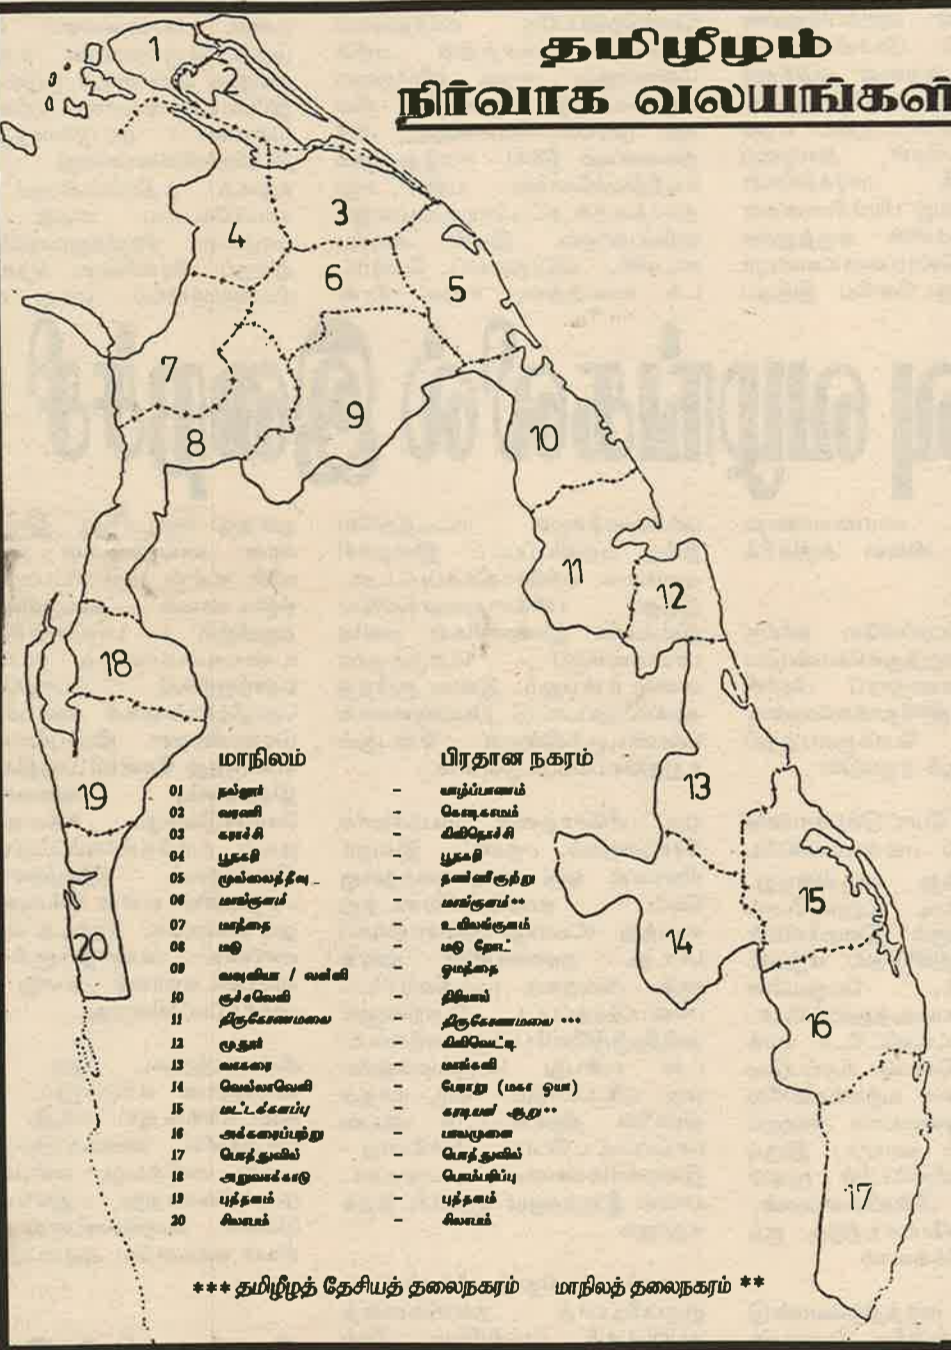 தமிழீழம்
நிர்வாக வலயங்கள்
1
2
3
4
6
5
7
9
8
10
11
12
18
13
19
15
14
20
16
17
மாநிலம் பிரதான நகரம்
01 நல்லூர் - யாழ்ப்பாணம்
02 வரணி - கொடிகாமம்
03 கராச்சி - கிளிநொச்சி
04 பூநகரி - பூநகரி
05 முல்லைத்தீவு - தண்ணீரூற்று
06 மாங்குளம் - மாங்குளம்**
07 மாந்தை - உயிலங்குளம்
08 மடு - மடு றோட்
09 வவுனியா / வன்னி - ஓமந்தை
10 குச்சவெளி - திரியாய்
11 திருகோணமலை - திருகோணமலை ***
12 மூதூர் - கிளிவெட்டி
13 வாகரை - மாங்கேணி
14 வெல்லாவெளி - பேராறு (மகா ஓயா)
15 மட்டக்களப்பு - கரடியன் ஆறு**
16 அக்கரைப்பற்று - பாலமுனை
17 பொத்துவில் - பொத்துவில்
18 அறுவாக்காடு - பொம்பரிப்பு
19 புத்தளம் - புத்தளம்
20 சிலாபம் - சிலாபம்
*** தமிழீழத் தேசியத் தலைநகரம் மாநிலத் தலைநகரம் **